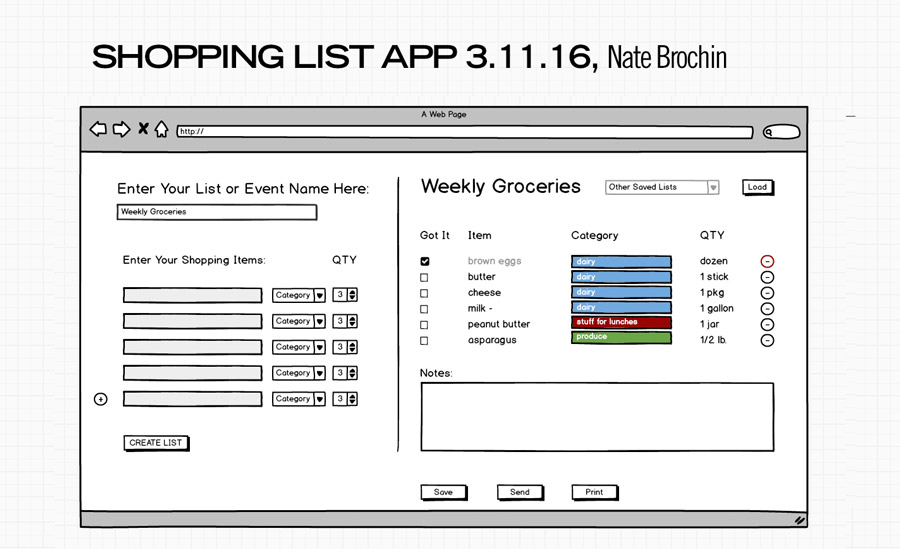 SHOPPING LIST APP 3.11.16, Nate Brochin
A Web Page
http://
Enter Your List or Event Name Here:
Weekly Groceries
Enter Your Shopping Items: QTY
Category 3
Category 3
Category 3
Category 3
+ Category 3
CREATE LIST
Weekly Groceries Other Saved Lists Load
Got It Item Category QTY
brown eggs dairy dozen -
butter dairy 1 stick -
cheese dairy 1 pkg -
milk - dairy 1 gallon -
peanut butter stuff for lunches 1 jar -
asparagus produce 1/2 lb. -
Notes:
Save Send Print